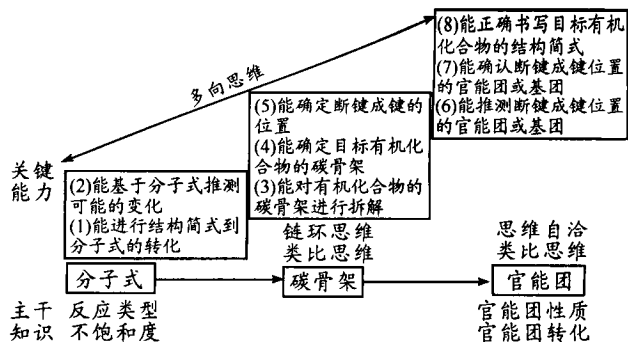 (8)能正确书写目标有机
化合物的结构简式
(7)能确认断键成键位置
的官能团或基团
(6)能推测断键成键位置
的官能团或基团
多向思维
(5)能确定断键成键的
位置
(4)能确定目标有机
化合物的碳骨架
(3)能对有机化合物的
碳骨架进行拆解
关键
能力
(2)能基于分子式推测
可能的变化
(1)能进行结构简式到
分子式的转化
链环思维
类比思维
思维自洽
类比思维
分子式
碳骨架
官能团
主干
知识
反应类型
不饱和度
官能团性质
官能团转化